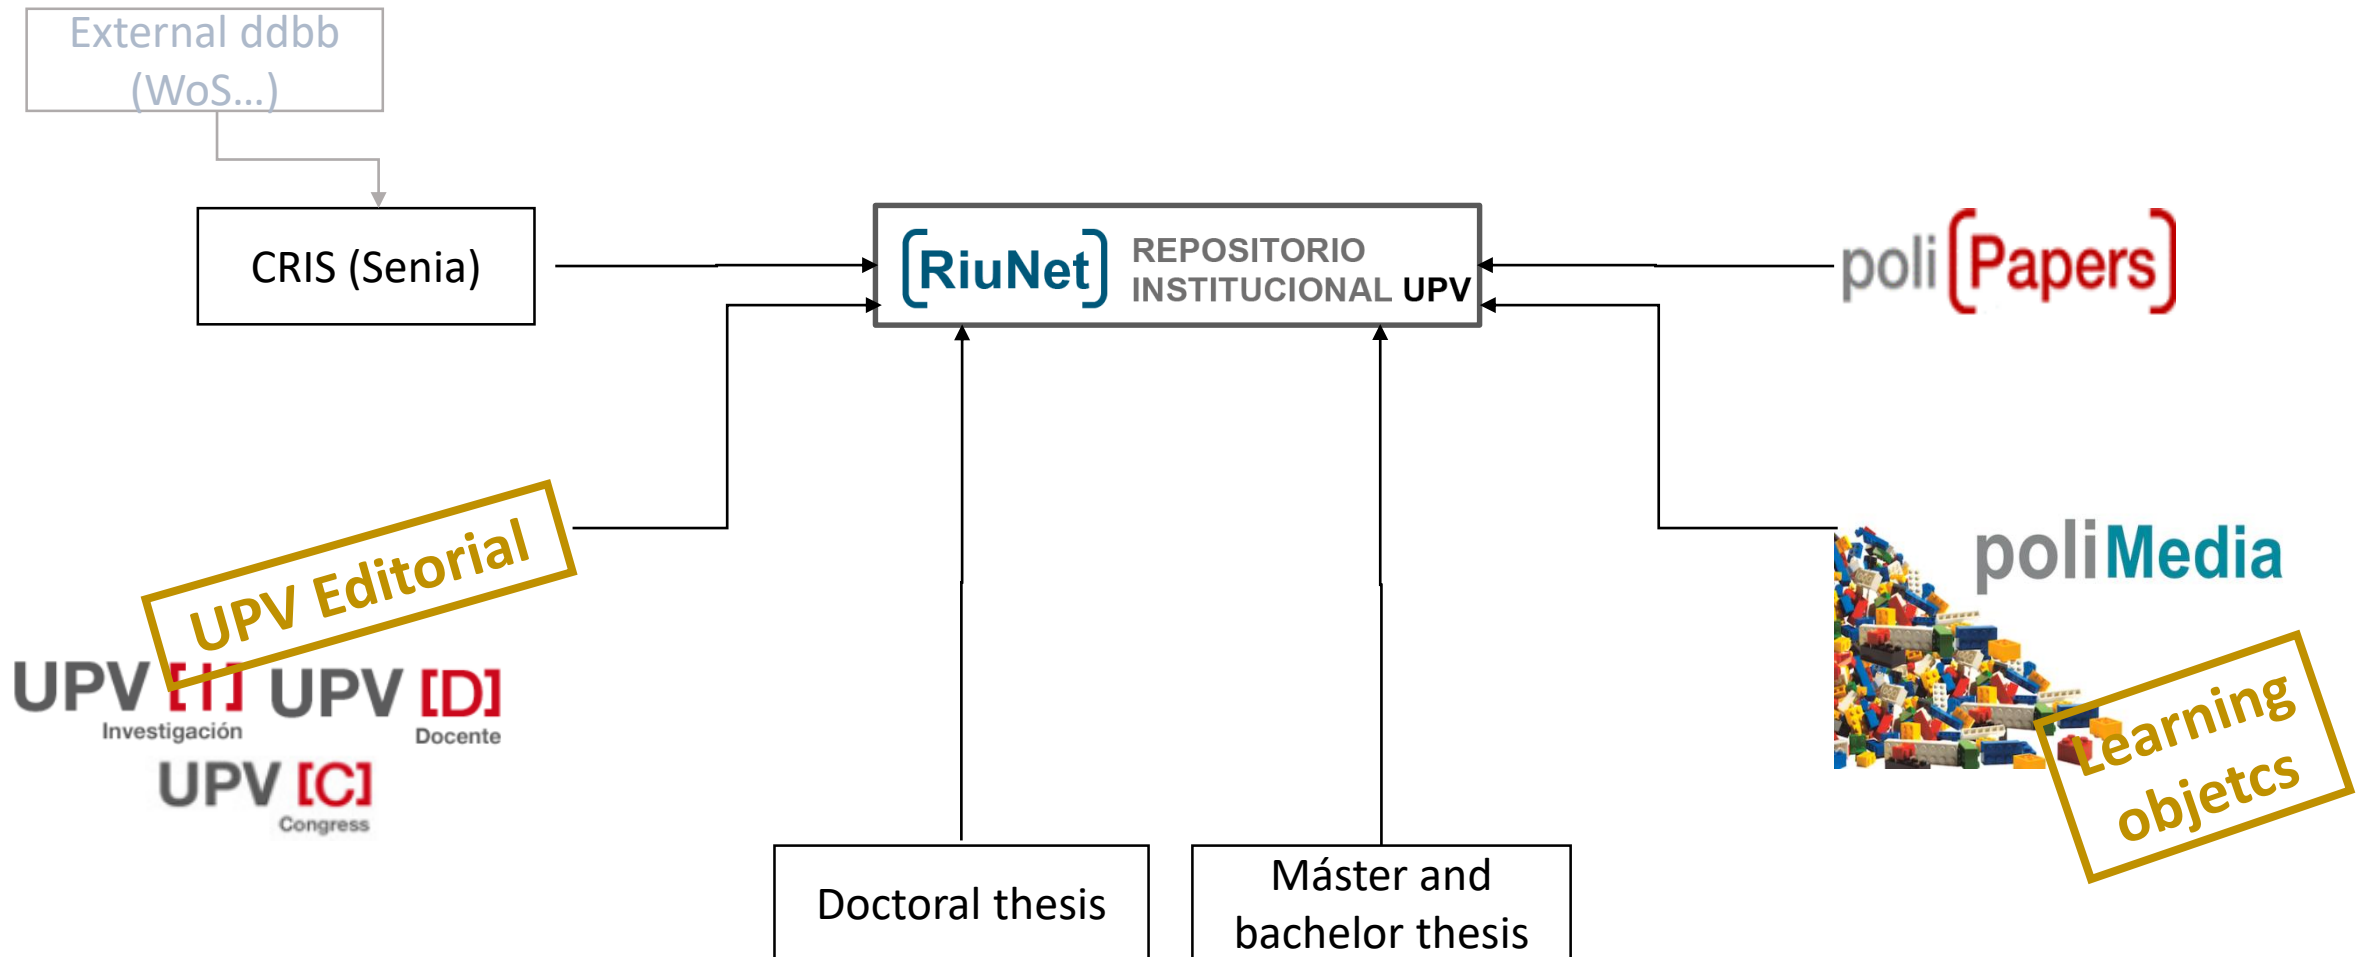 External ddbb
(WoS...)
CRIS (Senia)
[RiuNet] REPOSITORIO
INSTITUCIONAL UPV
poli[Papers]
UPV Editorial
UPV [I]
Investigación
UPV [D]
Docente
UPV [C]
Congress
Doctoral thesis
Máster and
bachelor thesis
poliMedia
Learning
objetcs